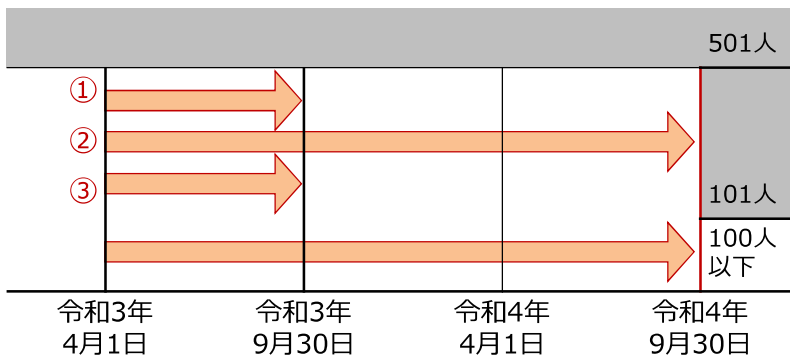 501人
①
②
③
101人
100人
以下
令和3年
4月1日
令和3年
9月30日
令和4年
4月1日
令和4年
9月30日